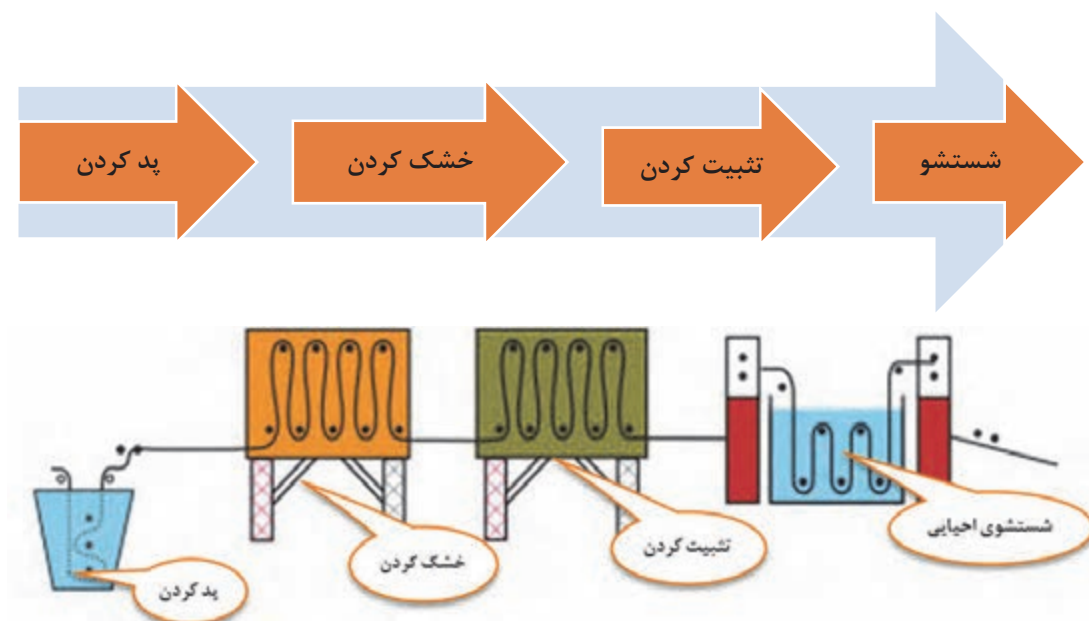 پد کردن
خشک کردن
تثبیت کردن
شستشو
پد کردن
خشک کردن
تثبیت کردن
شستشوی احیایی